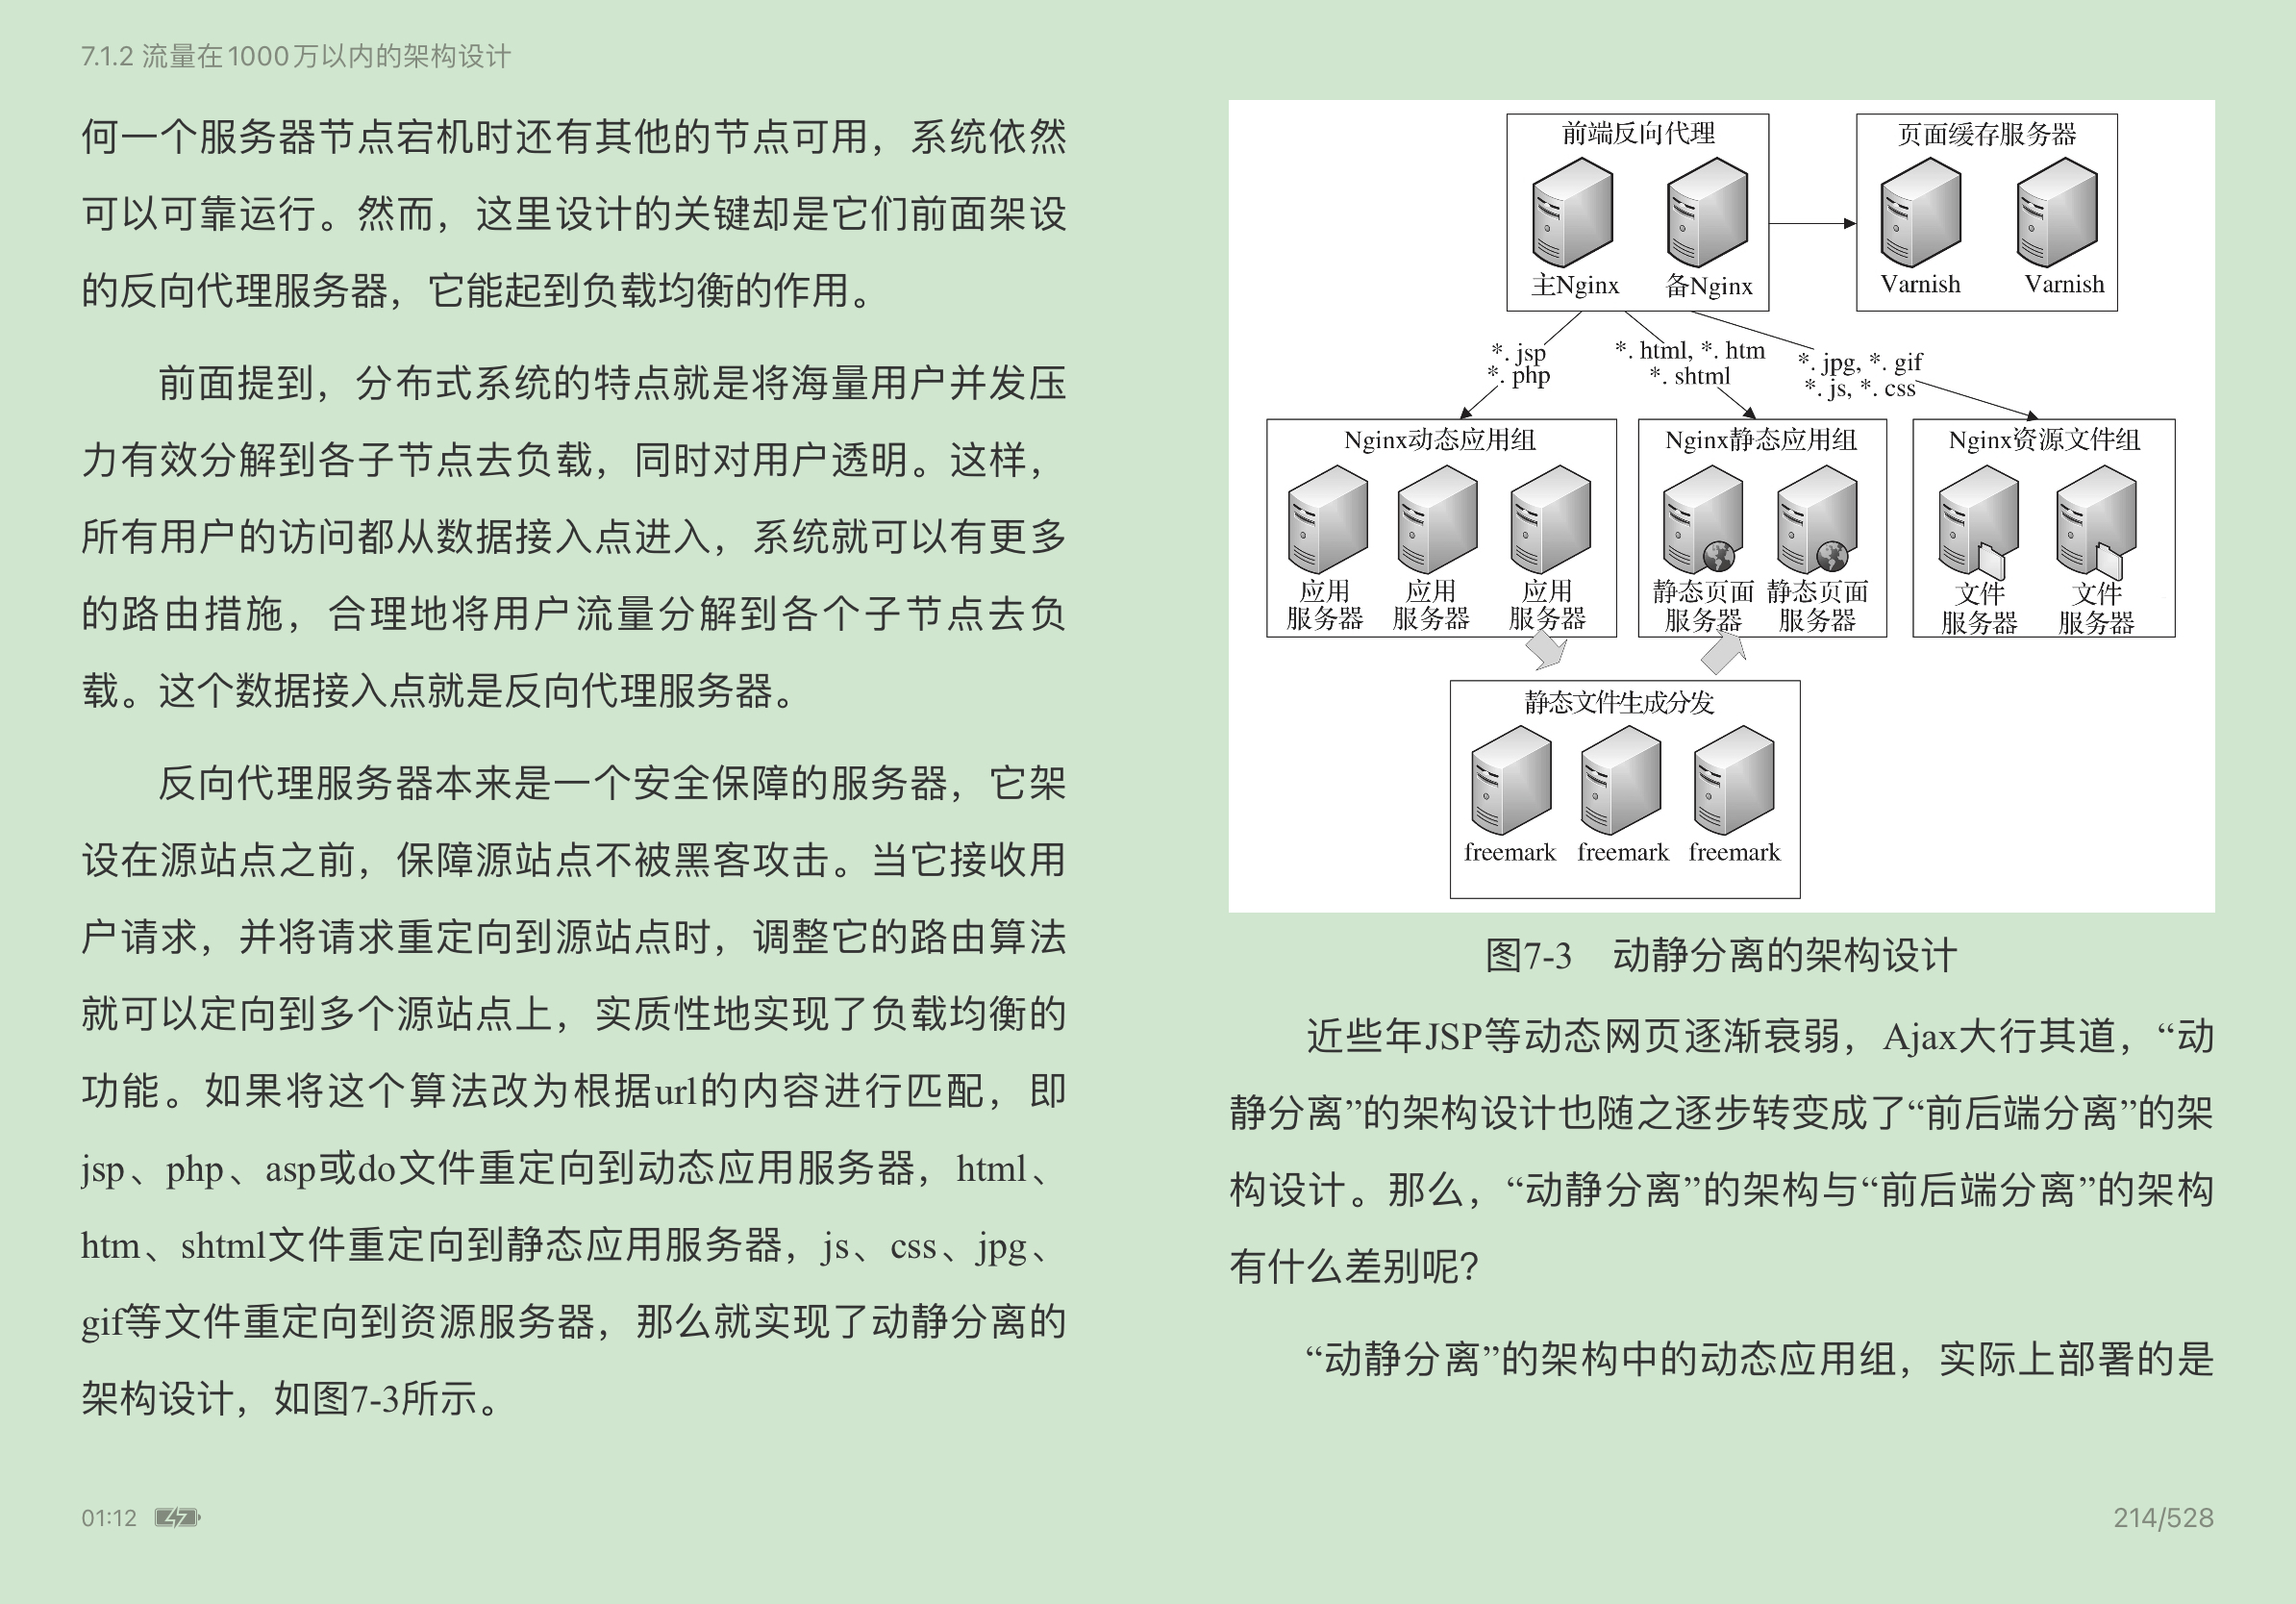 7.1.2 流量在1000万以内的架构设计
何一个服务器节点宕机时还有其他的节点可用，系统依然
可以可靠运行。然而，这里设计的关键却是它们前面架设
的反向代理服务器，它能起到负载均衡的作用。
前面提到，分布式系统的特点就是将海量用户并发压
力有效分解到各子节点去负载，同时对用户透明。这样，
所有用户的访问都从数据接入点进入，系统就可以有更多
的路由措施，合理地将用户流量分解到各个子节点去负
载。这个数据接入点就是反向代理服务器。
反向代理服务器本来是一个安全保障的服务器，它架
设在源站点之前，保障源站点不被黑客攻击。当它接收用
户请求，并将请求重定向到源站点时，调整它的路由算法
就可以定向到多个源站点上，实质性地实现了负载均衡的
功能。如果将这个算法改为根据url的内容进行匹配，即
jsp、php、asp或do文件重定向到动态应用服务器，html、
htm、shtml文件重定向到静态应用服务器，js、css、jpg、
gif等文件重定向到资源服务器，那么就实现了动静分离的
架构设计，如图7-3所示。
前端反向代理
主Nginx 备Nginx
页面缓存服务器
Varnish Varnish
*. jsp
*. php
*. html, *. htm
*. shtml
*. jpg, *. gif
*. js, *. css
Nginx动态应用组
应用 应用 应用
服务器 服务器 服务器
Nginx静态应用组
静态页面 静态页面
服务器 服务器
Nginx资源文件组
文件 文件
服务器 服务器
静态文件生成分发
freemark freemark freemark
图7-3 动静分离的架构设计
近些年JSP等动态网页逐渐衰弱，Ajax大行其道，“动
静分离”的架构设计也随之逐步转变成了“前后端分离”的架
构设计。那么，“动静分离”的架构与“前后端分离”的架构
有什么差别呢？
“动静分离”的架构中的动态应用组，实际上部署的是
01:12
214/528